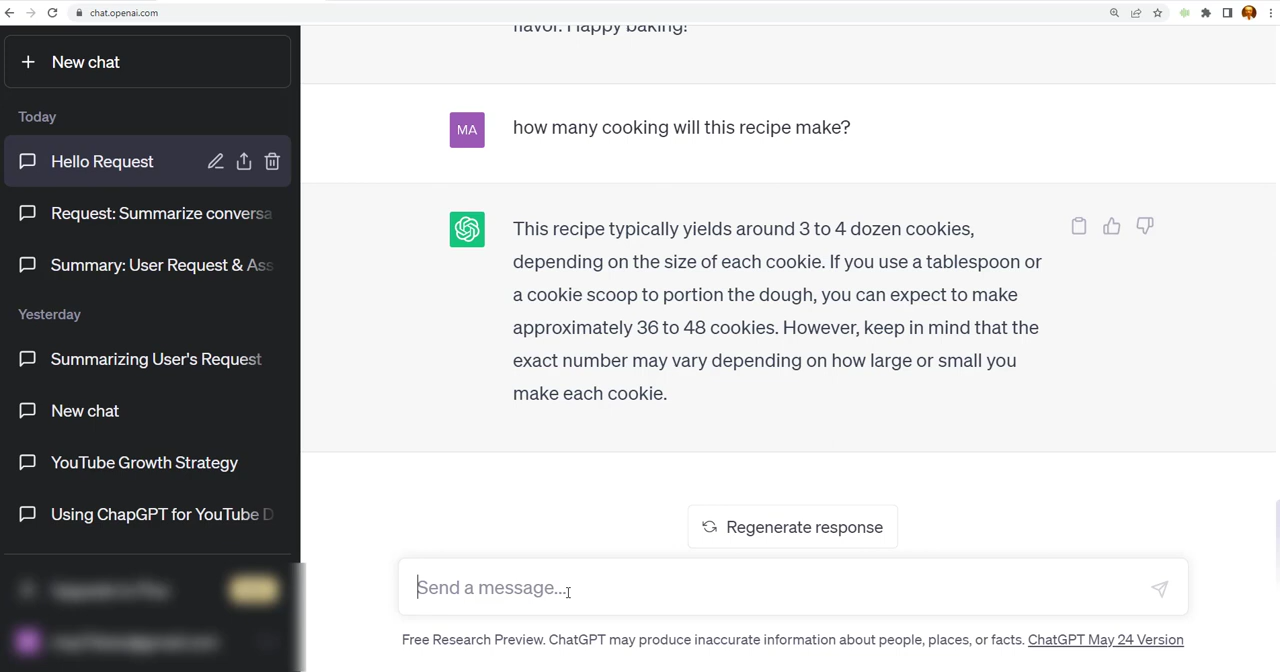 chat.openai.com
New chat
Today
Hello Request
Request: Summarize conversa
Summary: User Request & Ass
Yesterday
Summarizing User's Request
New chat
YouTube Growth Strategy
Using ChapGPT for YouTube D
flavor. Happy baking!
MA
how many cooking will this recipe make?
This recipe typically yields around 3 to 4 dozen cookies,
depending on the size of each cookie. If you use a tablespoon or
a cookie scoop to portion the dough, you can expect to make
approximately 36 to 48 cookies. However, keep in mind that the
exact number may vary depending on how large or small you
make each cookie.
Regenerate response
Send a message...
Free Research Preview. ChatGPT may produce inaccurate information about people, places, or facts. ChatGPT May 24 Version